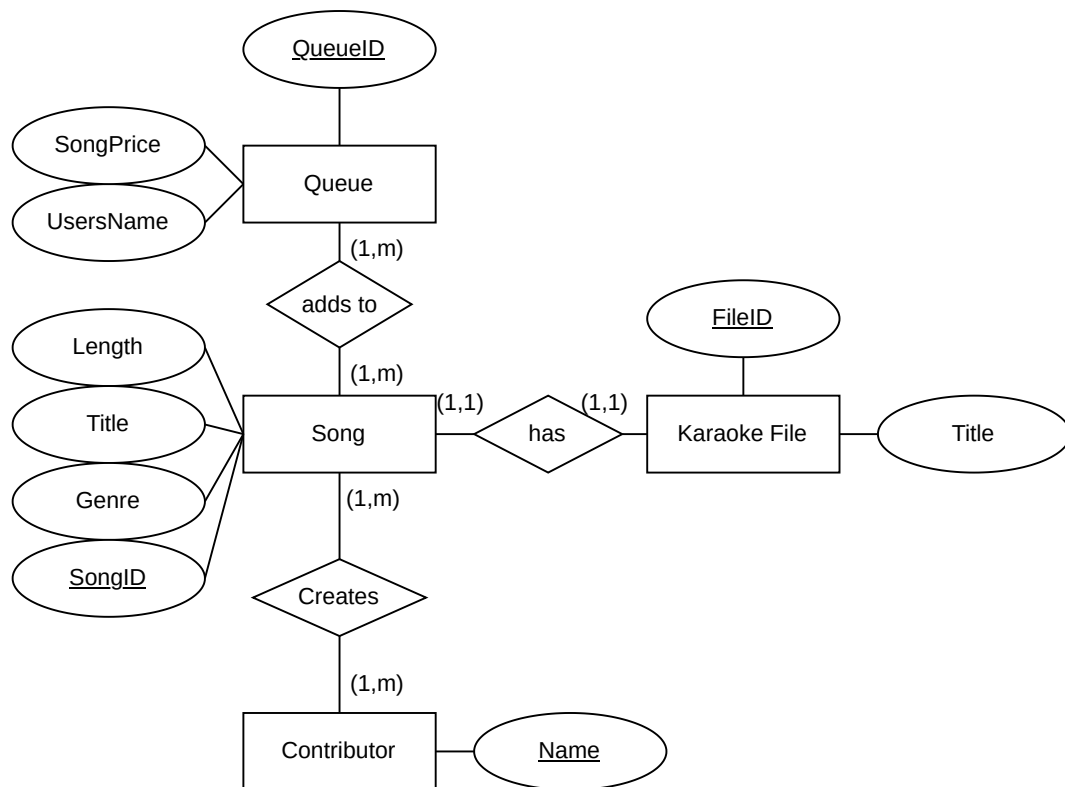 QueueID
SongPrice
Queue
UsersName
(1,m)
adds to
FileID
Length
(1,m)
(1,1)
(1,1)
Title
Song
has
Karaoke File
Title
Genre
(1,m)
SongID
Creates
(1,m)
Contributor
Name